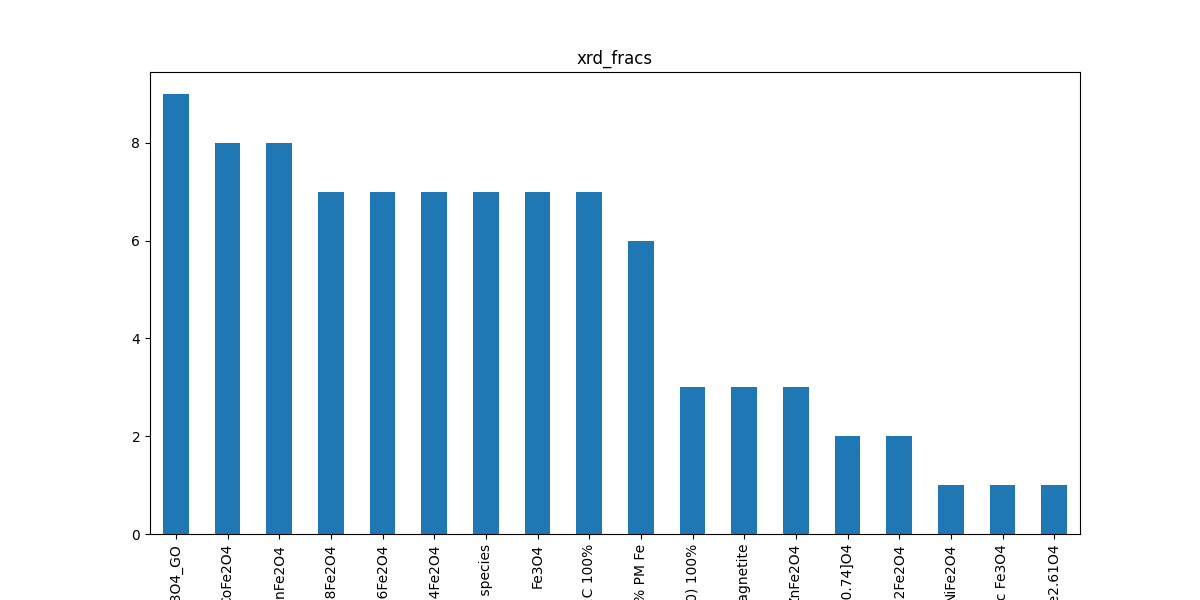 xrd_fracs
8
6
4
2
0
3O4_GO
oFe2O4
nFe2O4
8Fe2O4
6Fe2O4
4Fe2O4
species
Fe3O4
C 100%
% PM Fe
0) 100%
agnetite
nFe2O4
0.74]O4
2Fe2O4
NiFe2O4
c Fe3O4
e2.61O4